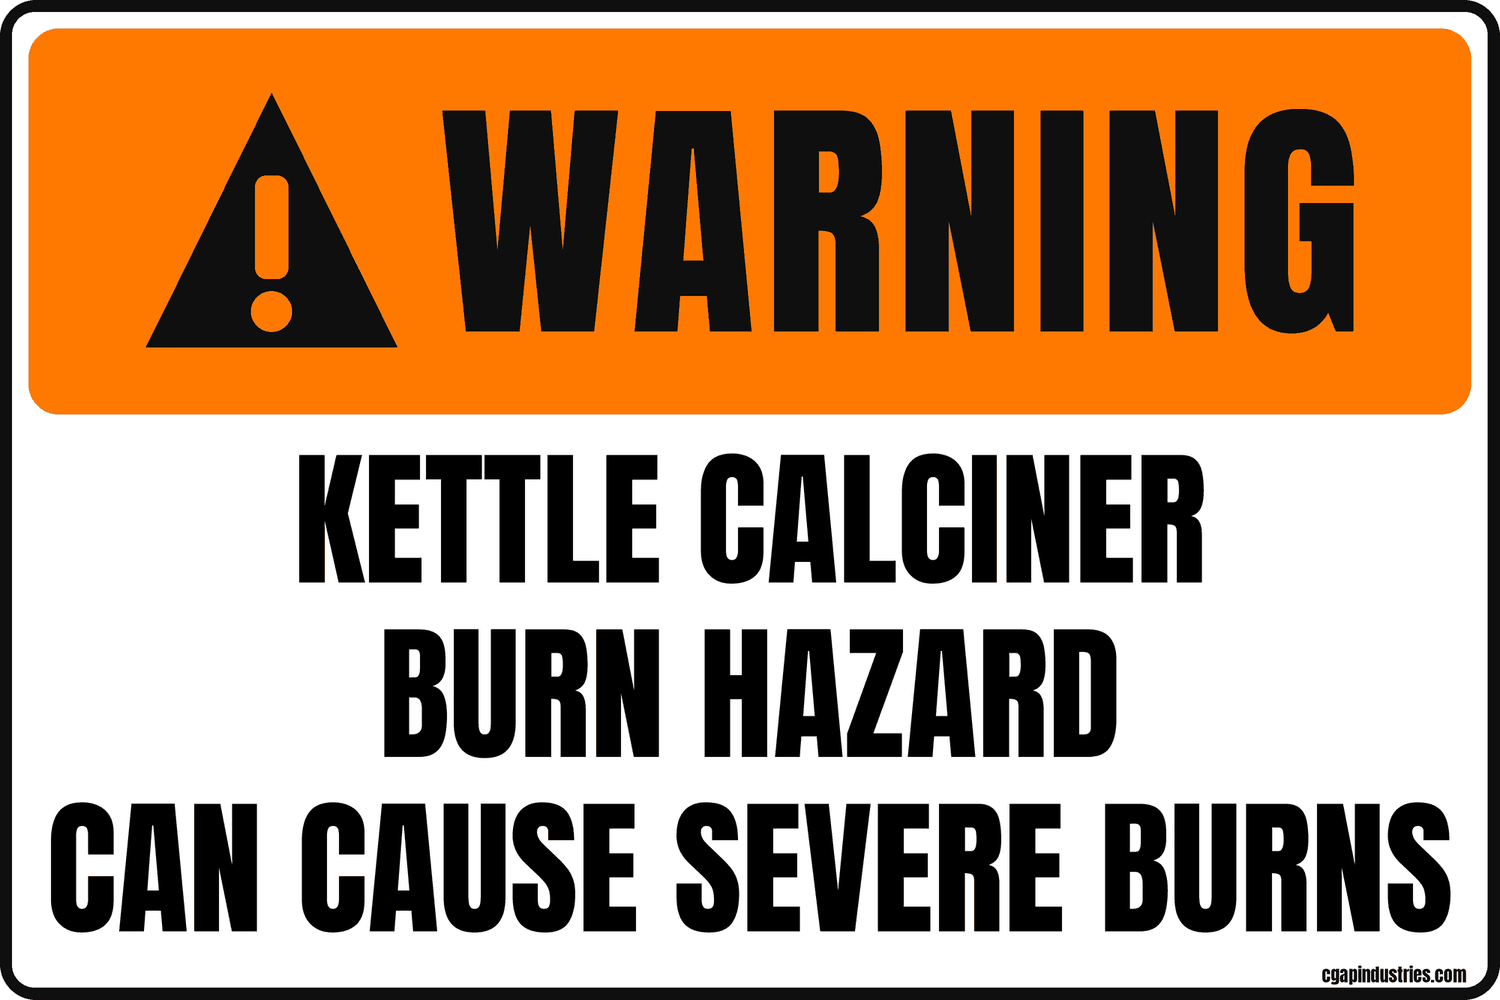 WARNING
KETTLE CALCINER
BURN HAZARD
CAN CAUSE SEVERE BURNS
cgapindustries.com